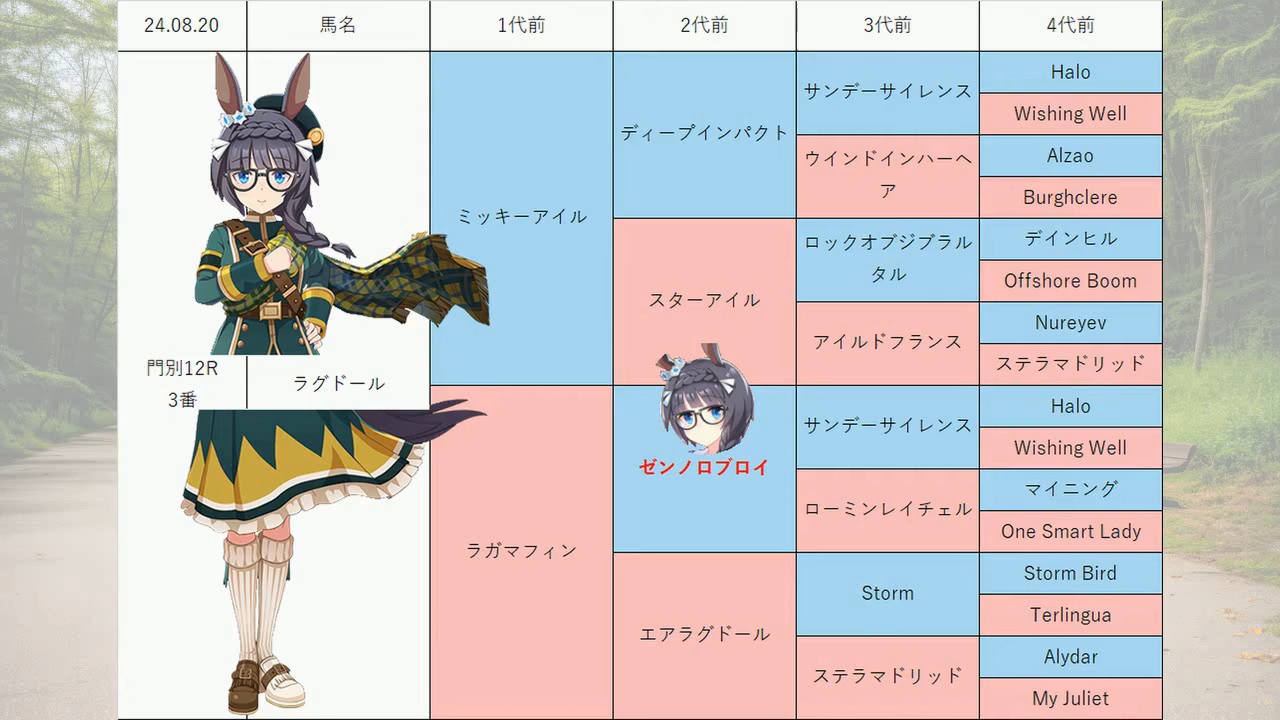 24.08.20 馬名 1代前 2代前 3代前 4代前
門別12R
3番
ラグドール
ミッキーアイル
ラガマフィン
ディープインパクト
スターアイル
ゼンノロブロイ
エアラグドール
サンデーサイレンス
ウインドインハーヘ
ア
ロックオブジブラル
タル
アイルドフランス
サンデーサイレンス
ローミンレイチェル
Storm
ステラマドリッド
Halo
Wishing Well
Alzao
Burghclere
デインヒル
Offshore Boom
Nureyev
ステラマドリッド
Halo
Wishing Well
マイニング
One Smart Lady
Storm Bird
Terlingua
Alydar
My Juliet